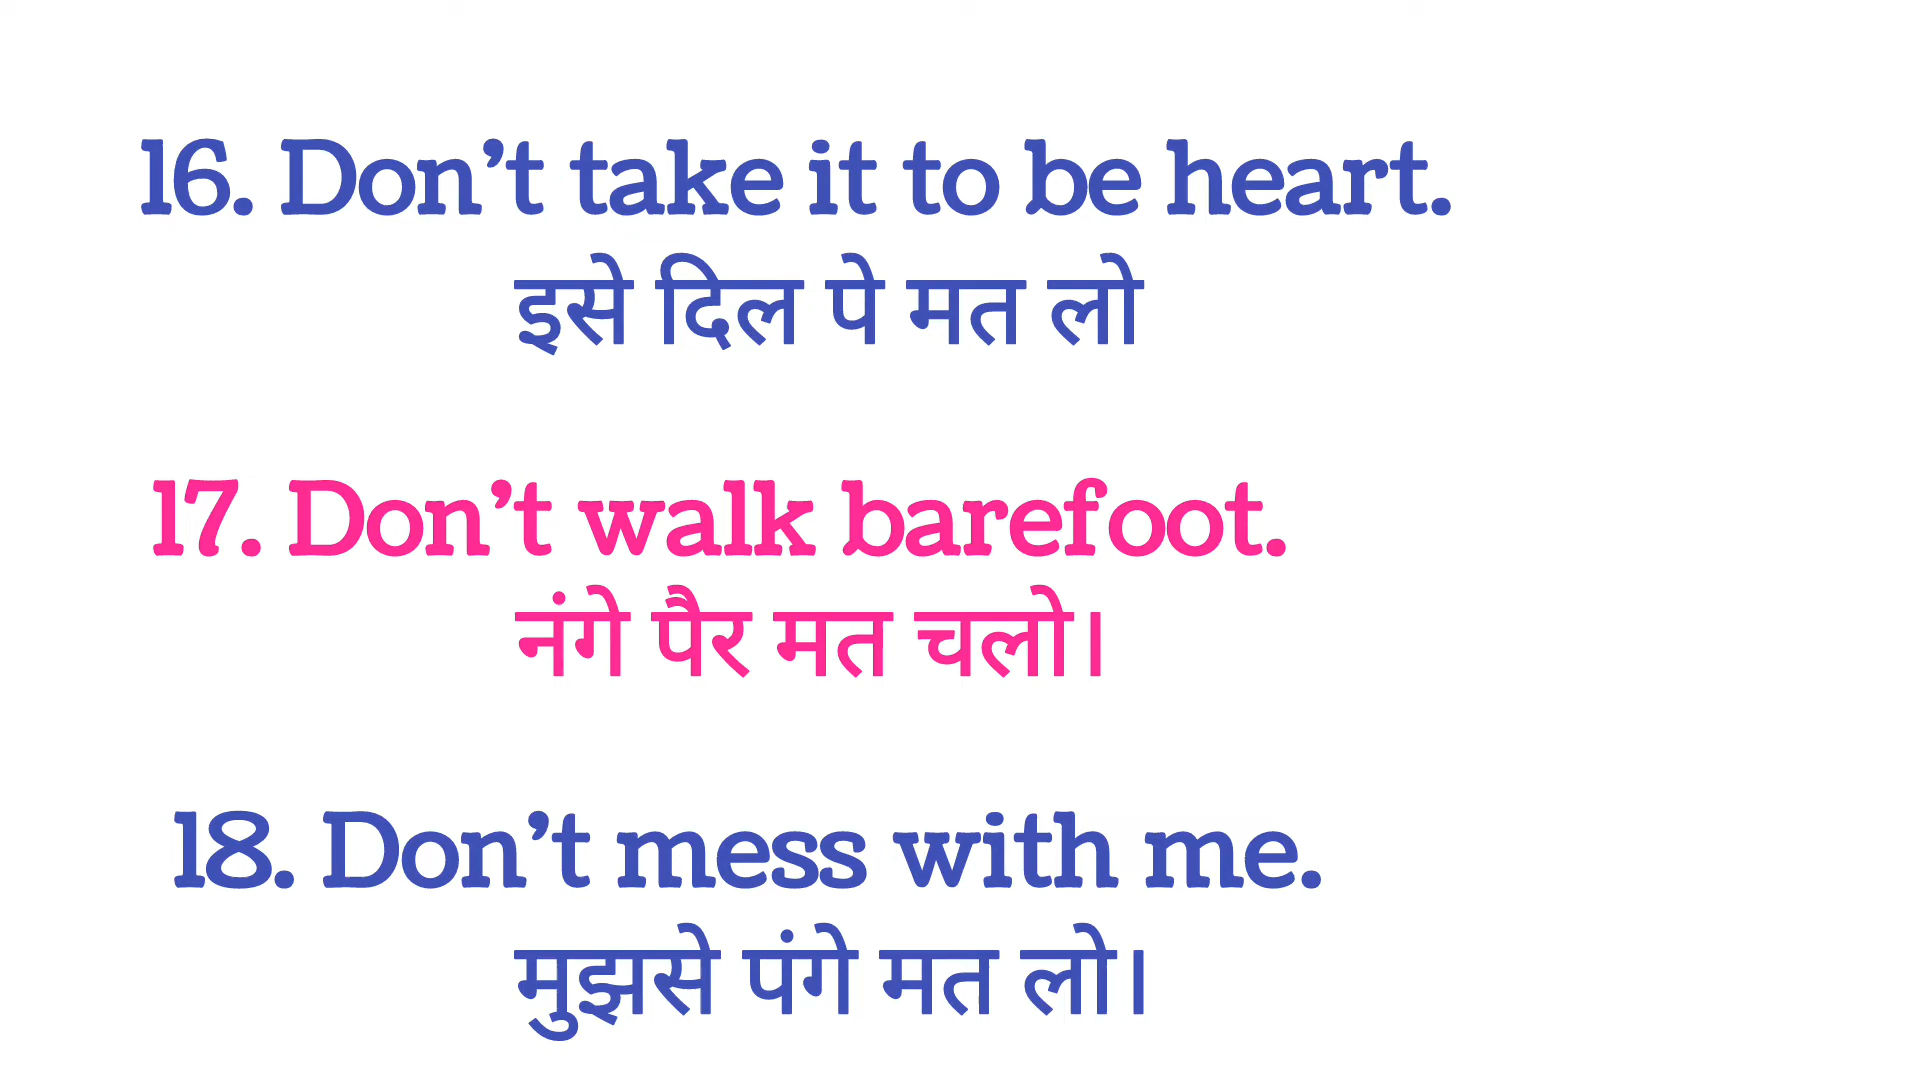 16. Don’t take it to be heart.
इसे दिल पे मत लो
17. Don’t walk barefoot.
नंगे पैर मत चलो।
18. Don’t mess with me.
मुझसे पंगे मत लो।